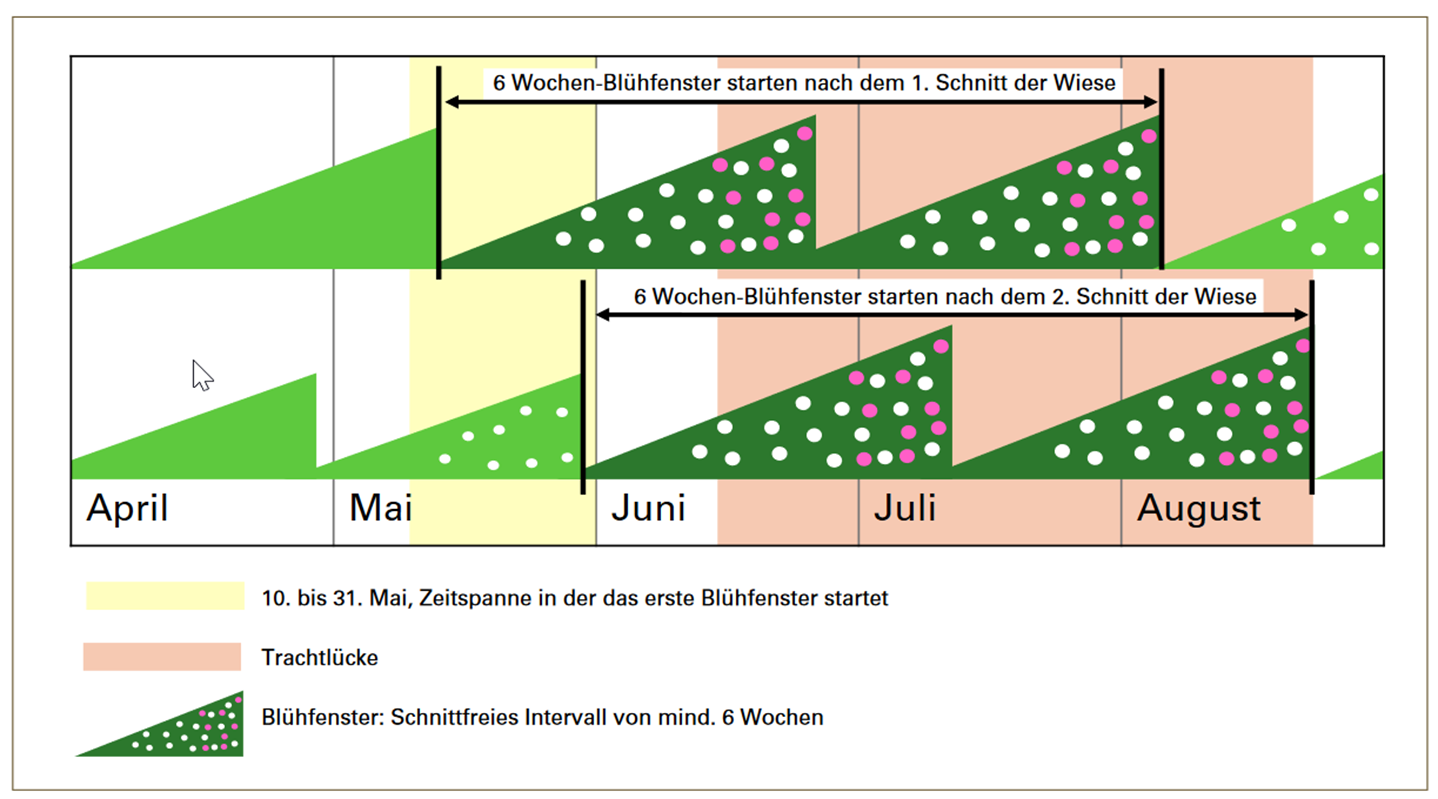 6 Wochen-Blühfenster starten nach dem 1. Schnitt der Wiese
6 Wochen-Blühfenster starten nach dem 2. Schnitt der Wiese
April
Mai
Juni
Juli
August
10. bis 31. Mai, Zeitspanne in der das erste Blühfenster startet
Trachtlücke
Blühfenster: Schnittfreies Intervall von mind. 6 Wochen